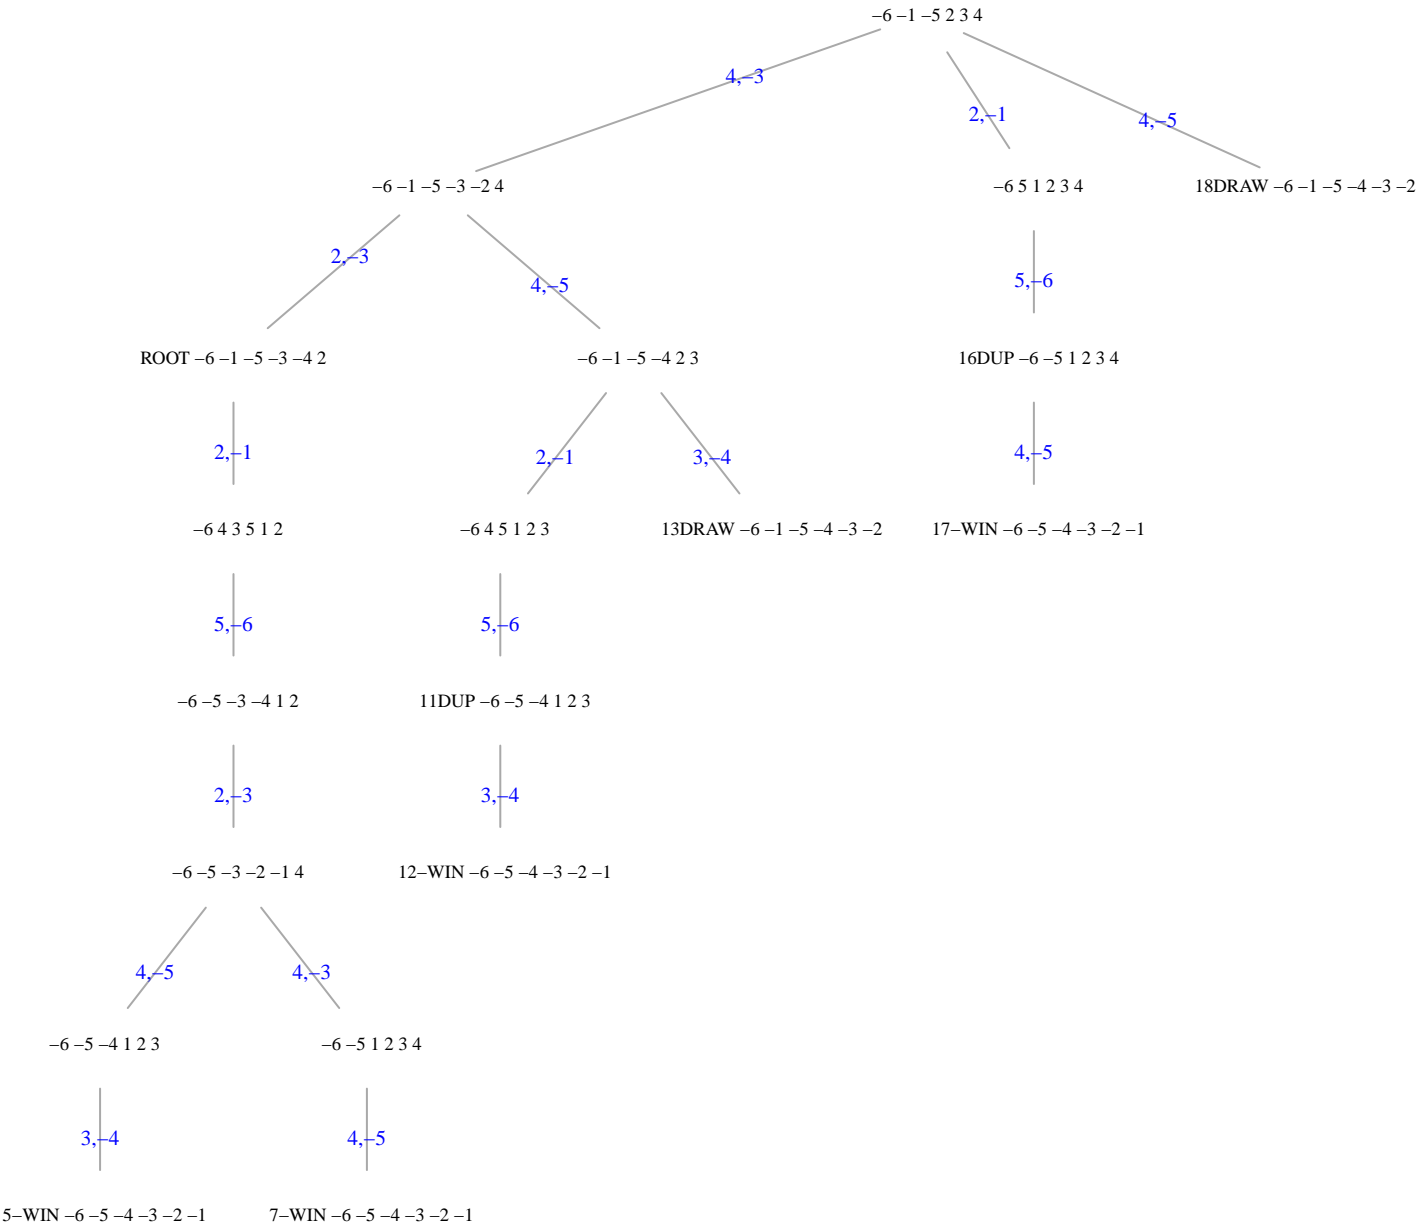 –6 –1 –5 2 3 4
4,–3
2,–1
4,–5
–6 –1 –5 –3 –2 4
–6 5 1 2 3 4
18DRAW –6 –1 –5 –4 –3 –2
2,–3
4,–5
5,–6
ROOT –6 –1 –5 –3 –4 2
–6 –1 –5 –4 2 3
16DUP –6 –5 1 2 3 4
2,–1
2,–1
3,–4
4,–5
–6 4 3 5 1 2
–6 4 5 1 2 3
13DRAW –6 –1 –5 –4 –3 –2
17–WIN –6 –5 –4 –3 –2 –1
5,–6
5,–6
–6 –5 –3 –4 1 2
11DUP –6 –5 –4 1 2 3
2,–3
3,–4
–6 –5 –3 –2 –1 4
12–WIN –6 –5 –4 –3 –2 –1
4,–5
4,–3
–6 –5 –4 1 2 3
–6 –5 1 2 3 4
3,–4
4,–5
5–WIN –6 –5 –4 –3 –2 –1
7–WIN –6 –5 –4 –3 –2 –1